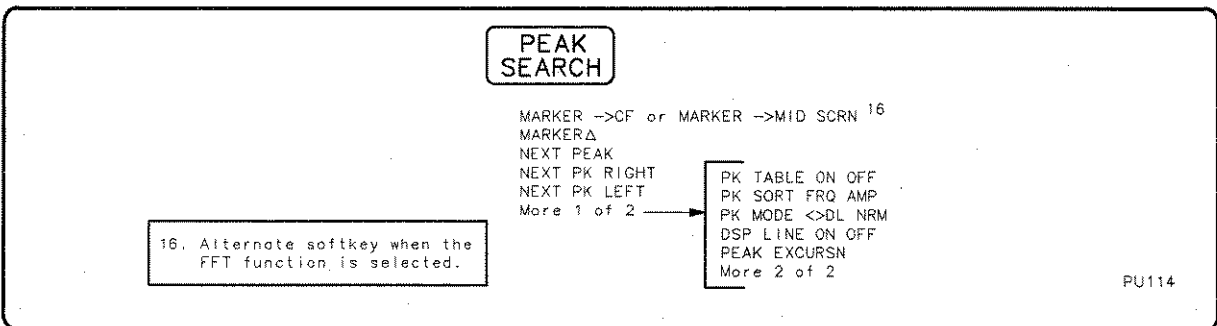 PEAK
SEARCH
MARKER -->CF or MARKER -->MID SCRN 16
MARKERΔ
NEXT PEAK
NEXT PK RIGHT
NEXT PK LEFT
More 1 of 2
PK TABLE ON OFF
PK SORT FRQ AMP
PK MODE <>DL NRM
DSP LINE ON OFF
PEAK EXCURSN
More 2 of 2
16. Alternate softkey when the
FFT function is selected.
PU114